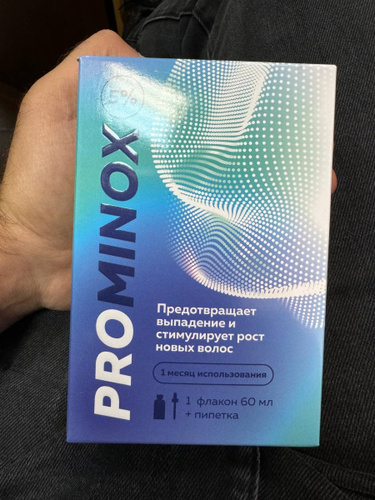 PROMINOX
5%
Предотвращает
выпадение и
стимулирует рост
новых волос
1 месяц использования
1 флакон 60 мл
+ пипетка